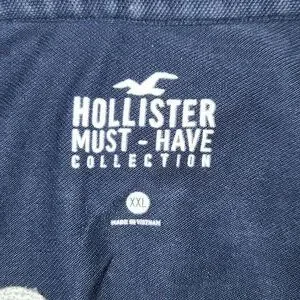 HOLLISTER
MUST - HAVE
COLLECTION
XXL
MADE IN VIETNAM